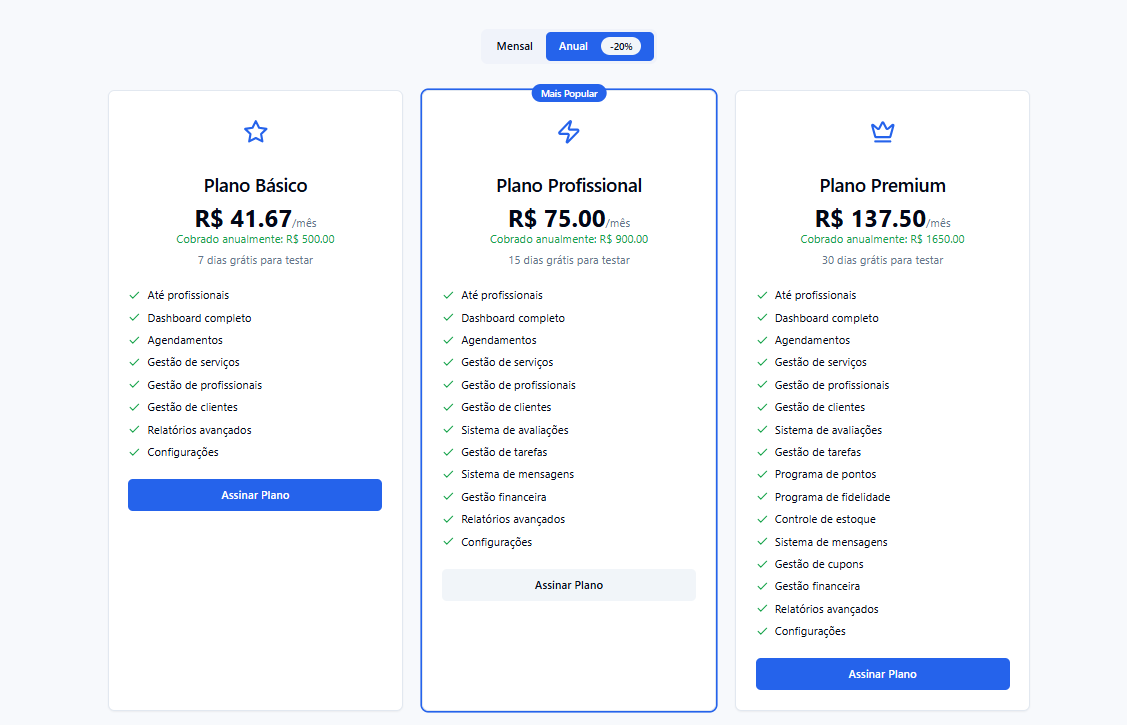 Mensal Anual -20%
Mais Popular
Plano Básico
R$ 41.67/mês
Cobrado anualmente: R$ 500.00
7 dias grátis para testar
Até profissionais
Dashboard completo
Agendamentos
Gestão de serviços
Gestão de profissionais
Gestão de clientes
Relatórios avançados
Configurações
Assinar Plano
Plano Profissional
R$ 75.00/mês
Cobrado anualmente: R$ 900.00
15 dias grátis para testar
Até profissionais
Dashboard completo
Agendamentos
Gestão de serviços
Gestão de profissionais
Gestão de clientes
Sistema de avaliações
Gestão de tarefas
Sistema de mensagens
Gestão financeira
Relatórios avançados
Configurações
Assinar Plano
Plano Premium
R$ 137.50/mês
Cobrado anualmente: R$ 1650.00
30 dias grátis para testar
Até profissionais
Dashboard completo
Agendamentos
Gestão de serviços
Gestão de profissionais
Gestão de clientes
Sistema de avaliações
Gestão de tarefas
Programa de pontos
Programa de fidelidade
Controle de estoque
Sistema de mensagens
Gestão de cupons
Gestão financeira
Relatórios avançados
Configurações
Assinar Plano